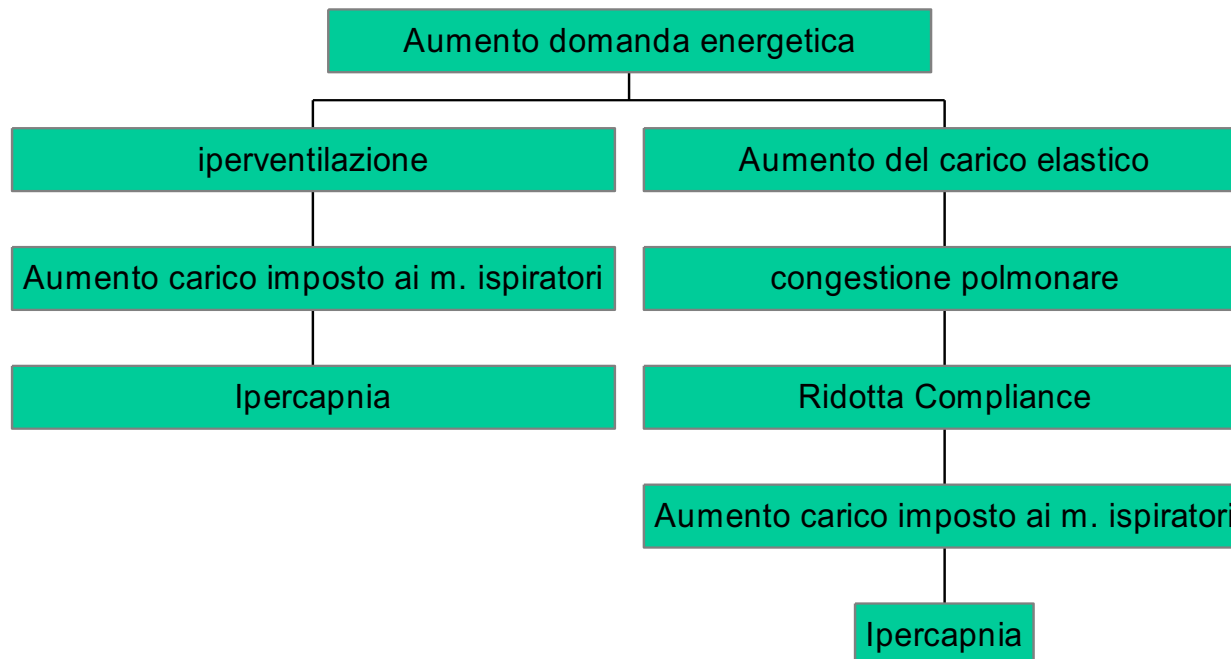 Aumento domanda energetica
iperventilazione
Aumento del carico elastico
Aumento carico imposto ai m. ispiratori
congestione polmonare
Ipercapnia
Ridotta Compliance
Aumento carico imposto ai m. ispiratori
Ipercapnia